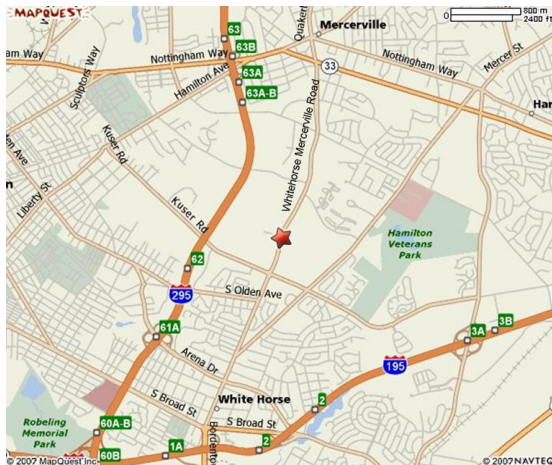 MAPQUEST
800 m
0
2400 ft
63
Mercerville
63B
Nottingham Way
33
Nottingham Way
Mercer St
am Way
Sculptors Way
Hamilton Ave
63A
63A-B
Kuser Rd
Whitehorse Mercerville Road
Liberty St
Kuser Rd
Hamilton
Veterans
Park
62
S Olden Ave
295
61A
3B
3A
Arena Dr
195
White Horse
S Broad St
2
Robeling
Memorial
Park
60A-B
S Broad St
1A
2
60B
© 2007 MapQuest Inc
© 2007 NAVTEQ